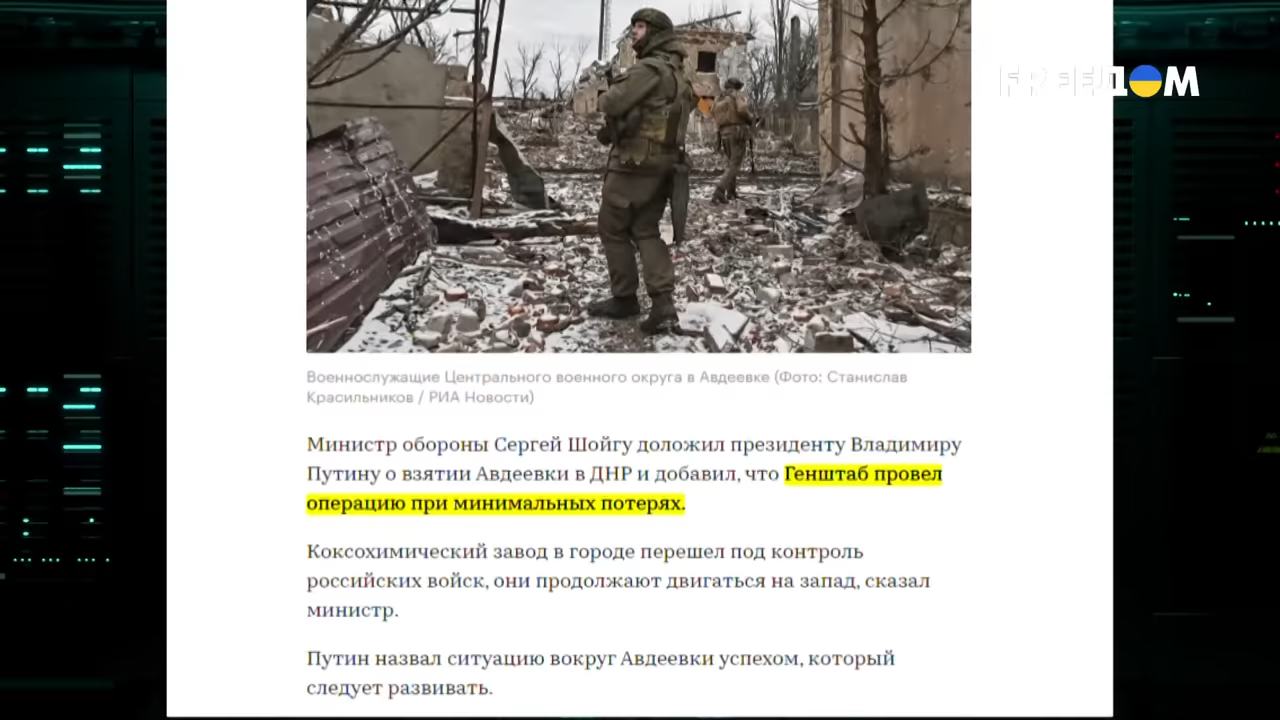 FREEДОМ
Военнослужащие Центрального военного округа в Авдеевке (Фото: Станислав
Красильников / РИА Новости)
Министр обороны Сергей Шойгу доложил президенту Владимиру
Путину о взятии Авдеевки в ДНР и добавил, что Генштаб провел
операцию при минимальных потерях.
Коксохимический завод в городе перешел под контроль
российских войск, они продолжают двигаться на запад, сказал
министр.
Путин назвал ситуацию вокруг Авдеевки успехом, который
следует развивать.